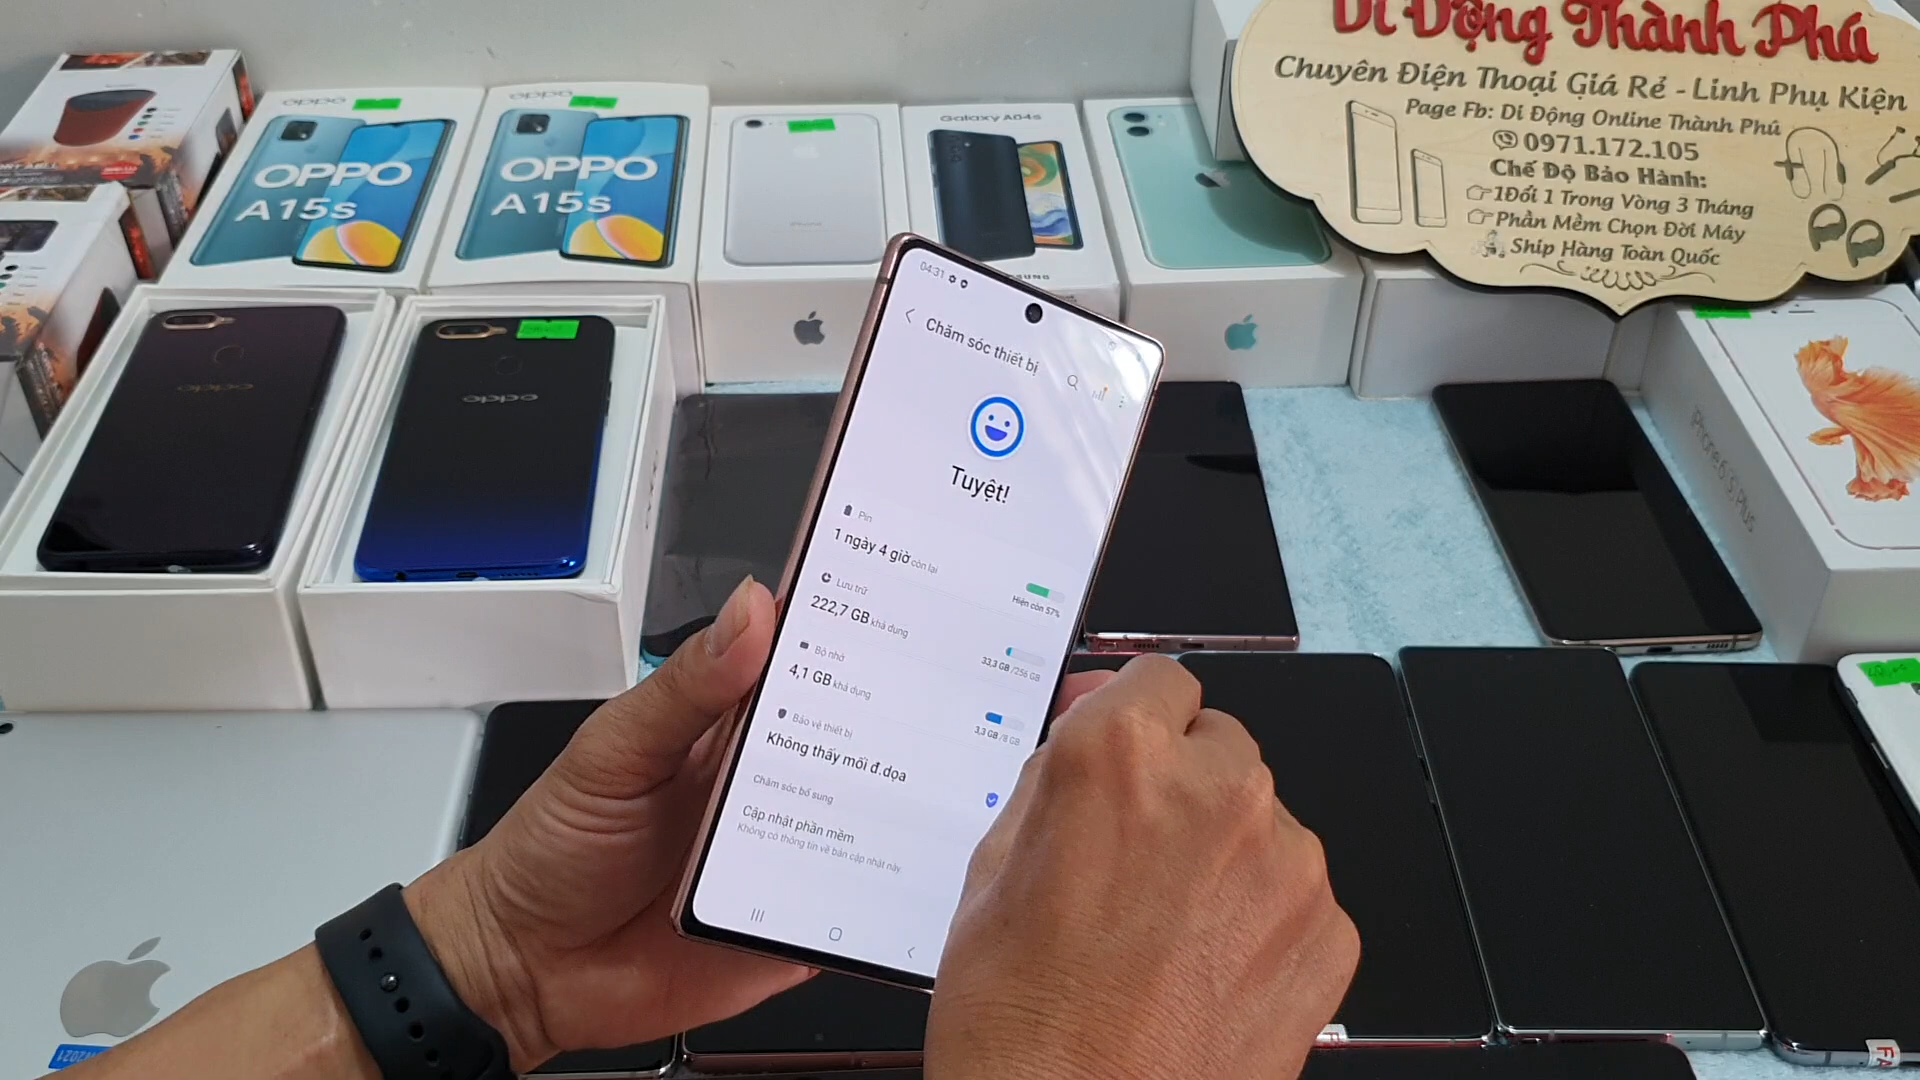 Di Động Thành Phú
Chuyên Điện Thoại Giá Rẻ - Linh Phụ Kiện
Page Fb: Di Động Online Thành Phú
0971.172.105
Chế Độ Bảo Hành:
1Đổi 1 Trong Vòng 3 Tháng
Phần Mềm Chọn Đời Máy
Ship Hàng Toàn Quốc
oppo
OPPO
A15s
oppo
OPPO
A15s
iPhone
Galaxy A04s
iPhone 6s Plus
oppo
oppo
04:31
Chăm sóc thiết bị
Tuyệt!
Pin
1 ngày 4 giờ còn lại
Hiện còn 57%
Lưu trữ
222,7 GB khả dụng
33,3 GB /256 GB
Bộ nhớ
4,1 GB khả dụng
3,3 GB /8 GB
Bảo vệ thiết bị
Không thấy mối đ.dọa
Chăm sóc bổ sung
Cập nhật phần mềm
Không có thông tin về bản cập nhật này